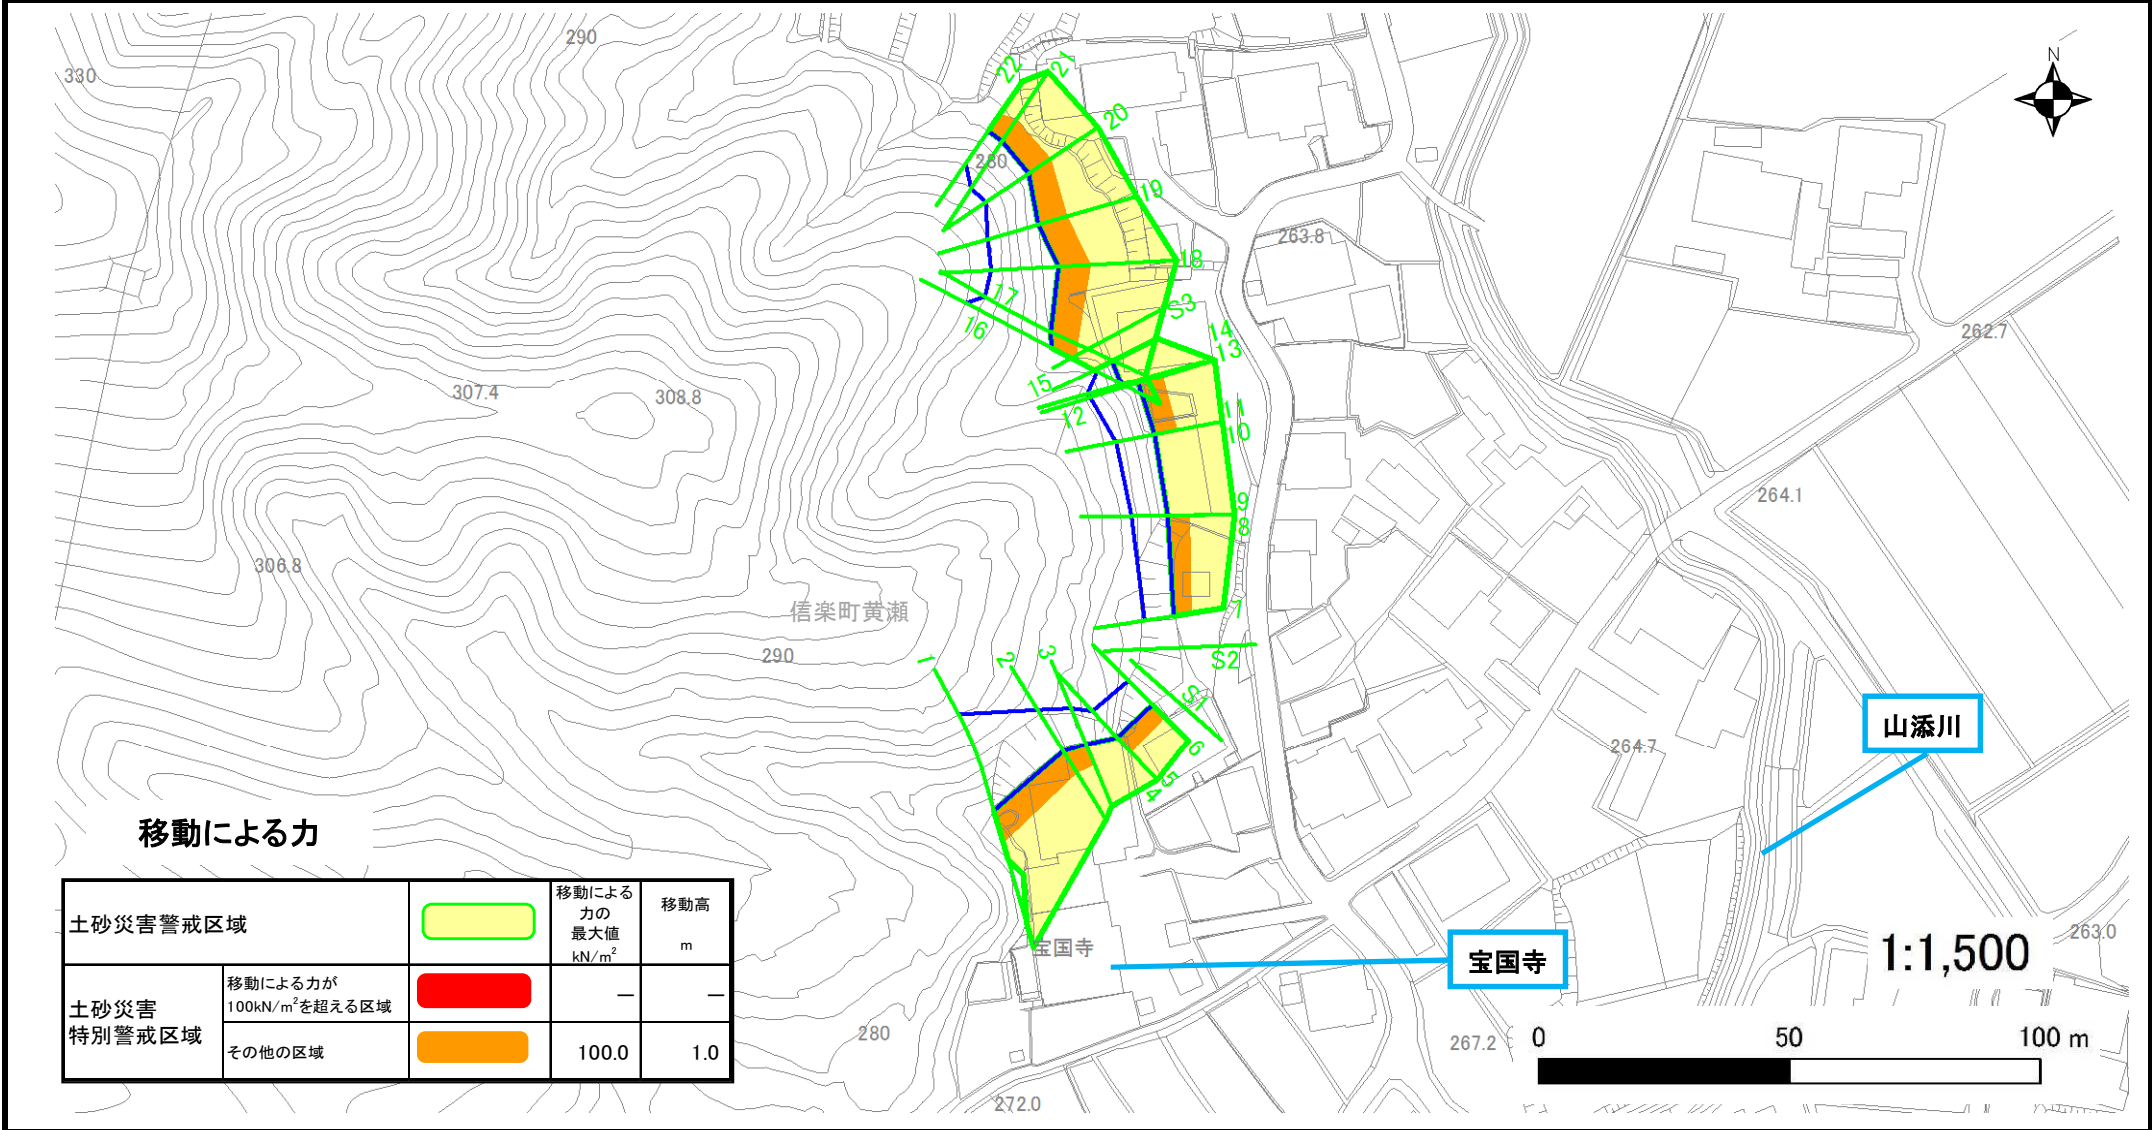 290
330
N
22
21
20
280
19
263.8
18
17
S3
16
14
13
262.7
15
12
307.4
308.8
11
10
9
264.1
8
306.8
信楽町黄瀬
7
290
1
2
3
S2
S1
6
5
4
264.7
山添川
移動による力
土砂災害警戒区域
移動による
力の
最大値
kN/m²
移動高
m
土砂災害
特別警戒区域
移動による力が
100kN/m²を超える区域
－
－
その他の区域
100.0
1.0
宝国寺
宝国寺
1:1,500
263.0
280
267.2
0
50
100 m
272.0